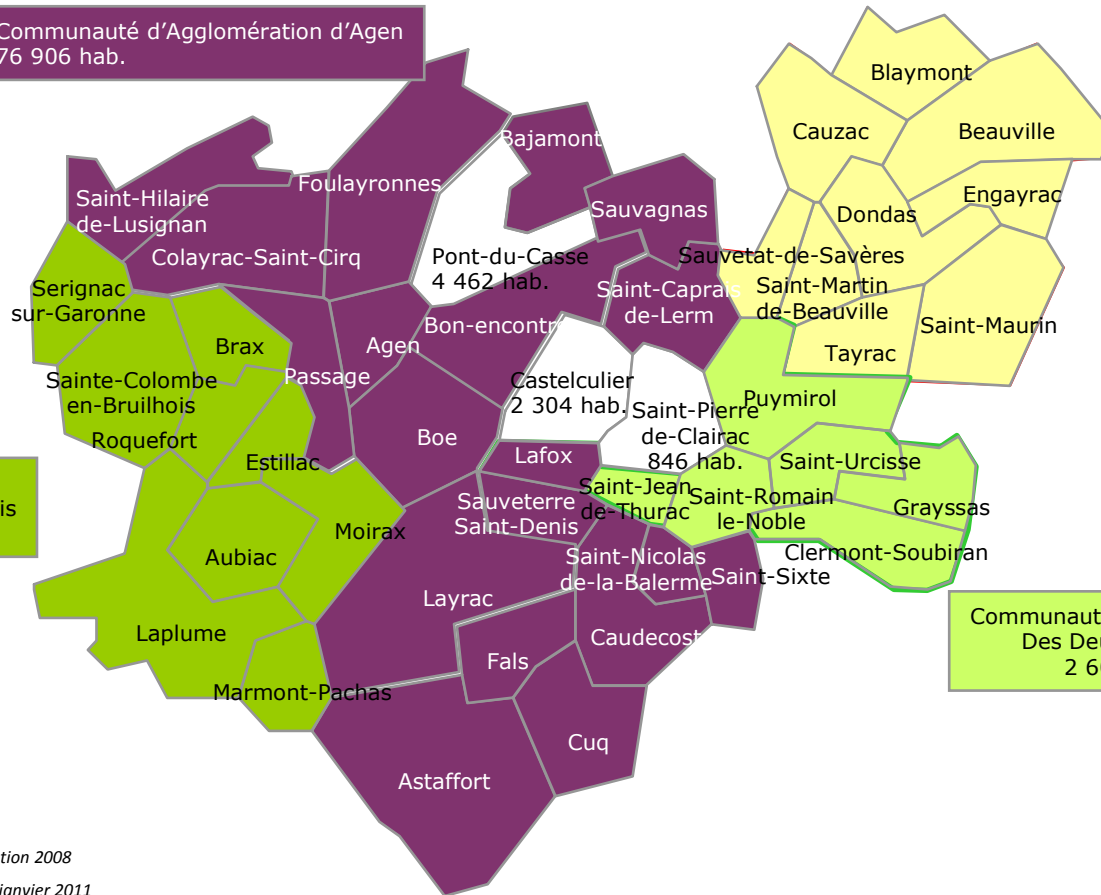 Communauté d'Agglomération d'Agen
76 906 hab.
Blaymont
Cauzac
Beauville
Bajamont
Foulayronnes
Saint-Hilaire
de-Lusignan
Engayrac
Sauvagnas
Dondas
Colayrac-Saint-Cirq
Pont-du-Casse
4 462 hab.
Sauvetat-de-Savères
Serignac
sur-Garonne
Saint-Caprais
de-Lerm
Saint-Martin
de-Beauville
Bon-encontre
Saint-Maurin
Brax
Agen
Tayrac
Sainte-Colombe
en-Bruilhois
Passage
Castelculier
2 304 hab.
Puymirol
Saint-Pierre
de-Clairac
846 hab.
Roquefort
Boe
Estillac
Lafox
Saint-Urcisse
Saint-Jean
de-Thurac
Saint-Romain
le-Noble
Grayssas
is
Sauveterre
Saint-Denis
Moirax
Aubiac
Saint-Nicolas
de-la-Balerme
Clermont-Soubiran
Saint-Sixte
Layrac
Laplume
Caudecost
Communaut
Des Deu
2 6
Fals
Marmont-Pachas
Cuq
Astaffort
tion 2008
janvier 2011